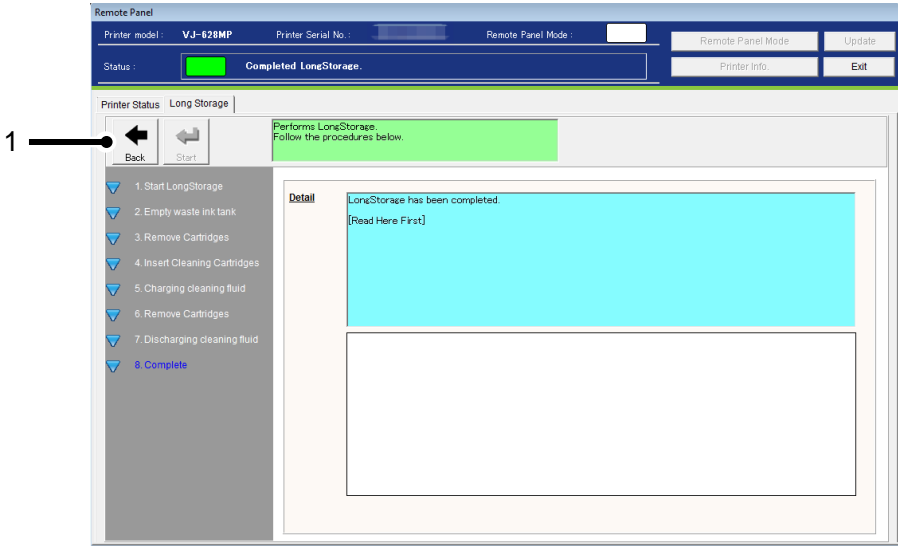 Remote Panel
Printer model : VJ-628MP Printer Serial No. : Remote Panel Mode :
Remote Panel Mode Update
Status : Completed LongStorage.
Printer Info. Exit
Printer Status Long Storage
1
Back Start
Performs LongStorage.
Follow the procedures below.
1. Start LongStorage
2. Empty waste ink tank
3. Remove Cartridges
4. Insert Cleaning Cartridges
5. Charging cleaning fluid
6. Remove Cartridges
7. Discharging cleaning fluid
8. Complete
Detail
LongStorage has been completed.
[Read Here First]